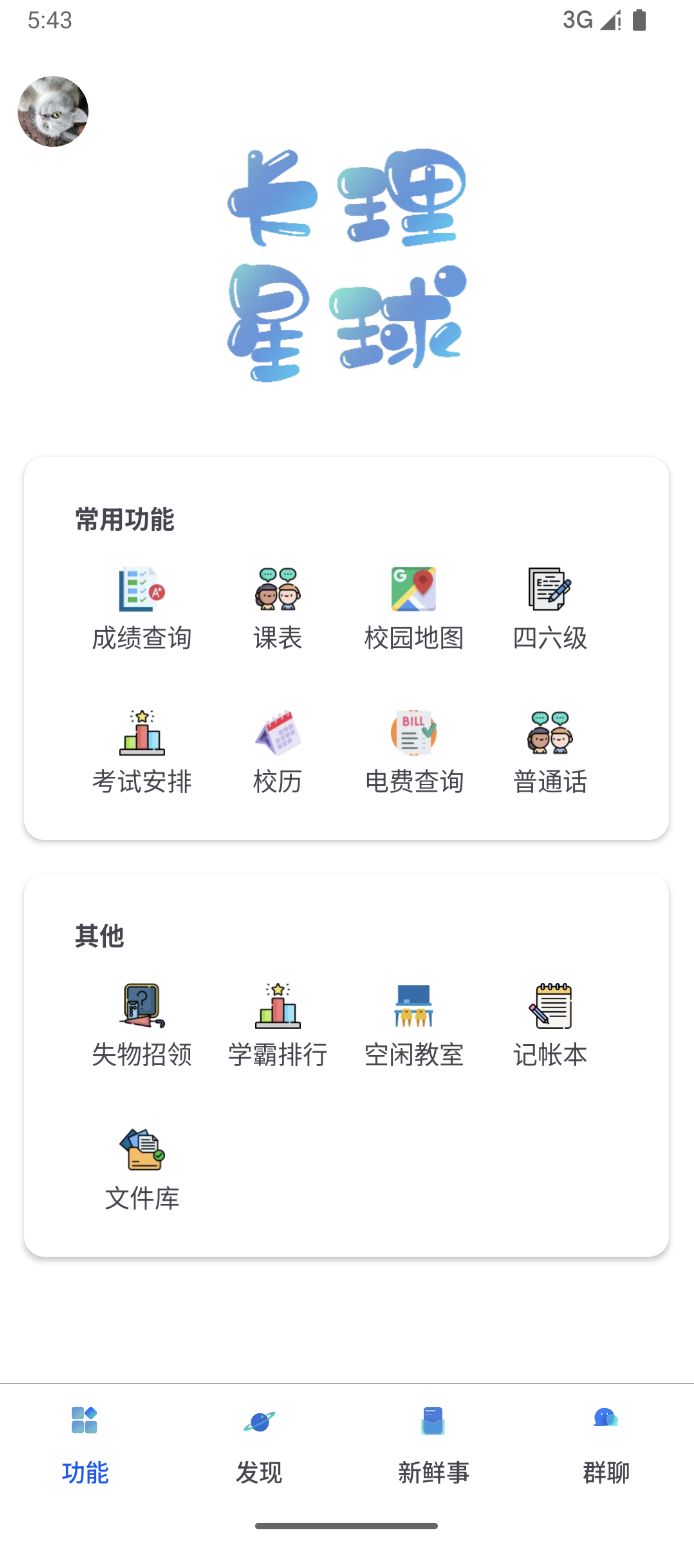 5:43 3G
长理
星球
常用功能
成绩查询 课表 校园地图 四六级
考试安排 校历 电费查询 普通话
其他
失物招领 学霸排行 空闲教室 记帐本
文件库
功能 发现 新鲜事 群聊